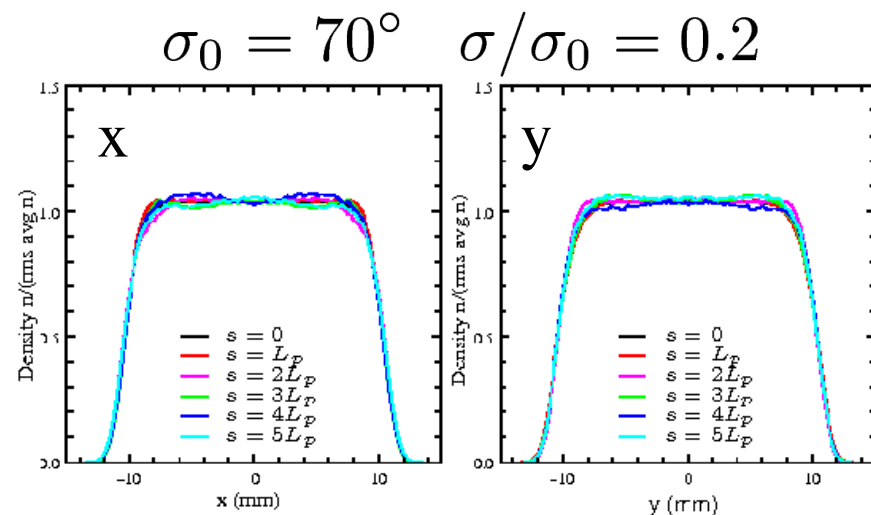 σ₀ = 70° σ/σ₀ = 0.2
x
Density n/(rms avg n)
1.5
1.0
0.5
0.0
s = 0
s = Lₚ
s = 2Lₚ
s = 3Lₚ
s = 4Lₚ
s = 5Lₚ
−10 0 10
x (mm)
y
Density n/(rms avg n)
1.5
1.0
0.5
0.0
s = 0
s = Lₚ
s = 2Lₚ
s = 3Lₚ
s = 4Lₚ
s = 5Lₚ
−10 0 10
y (mm)